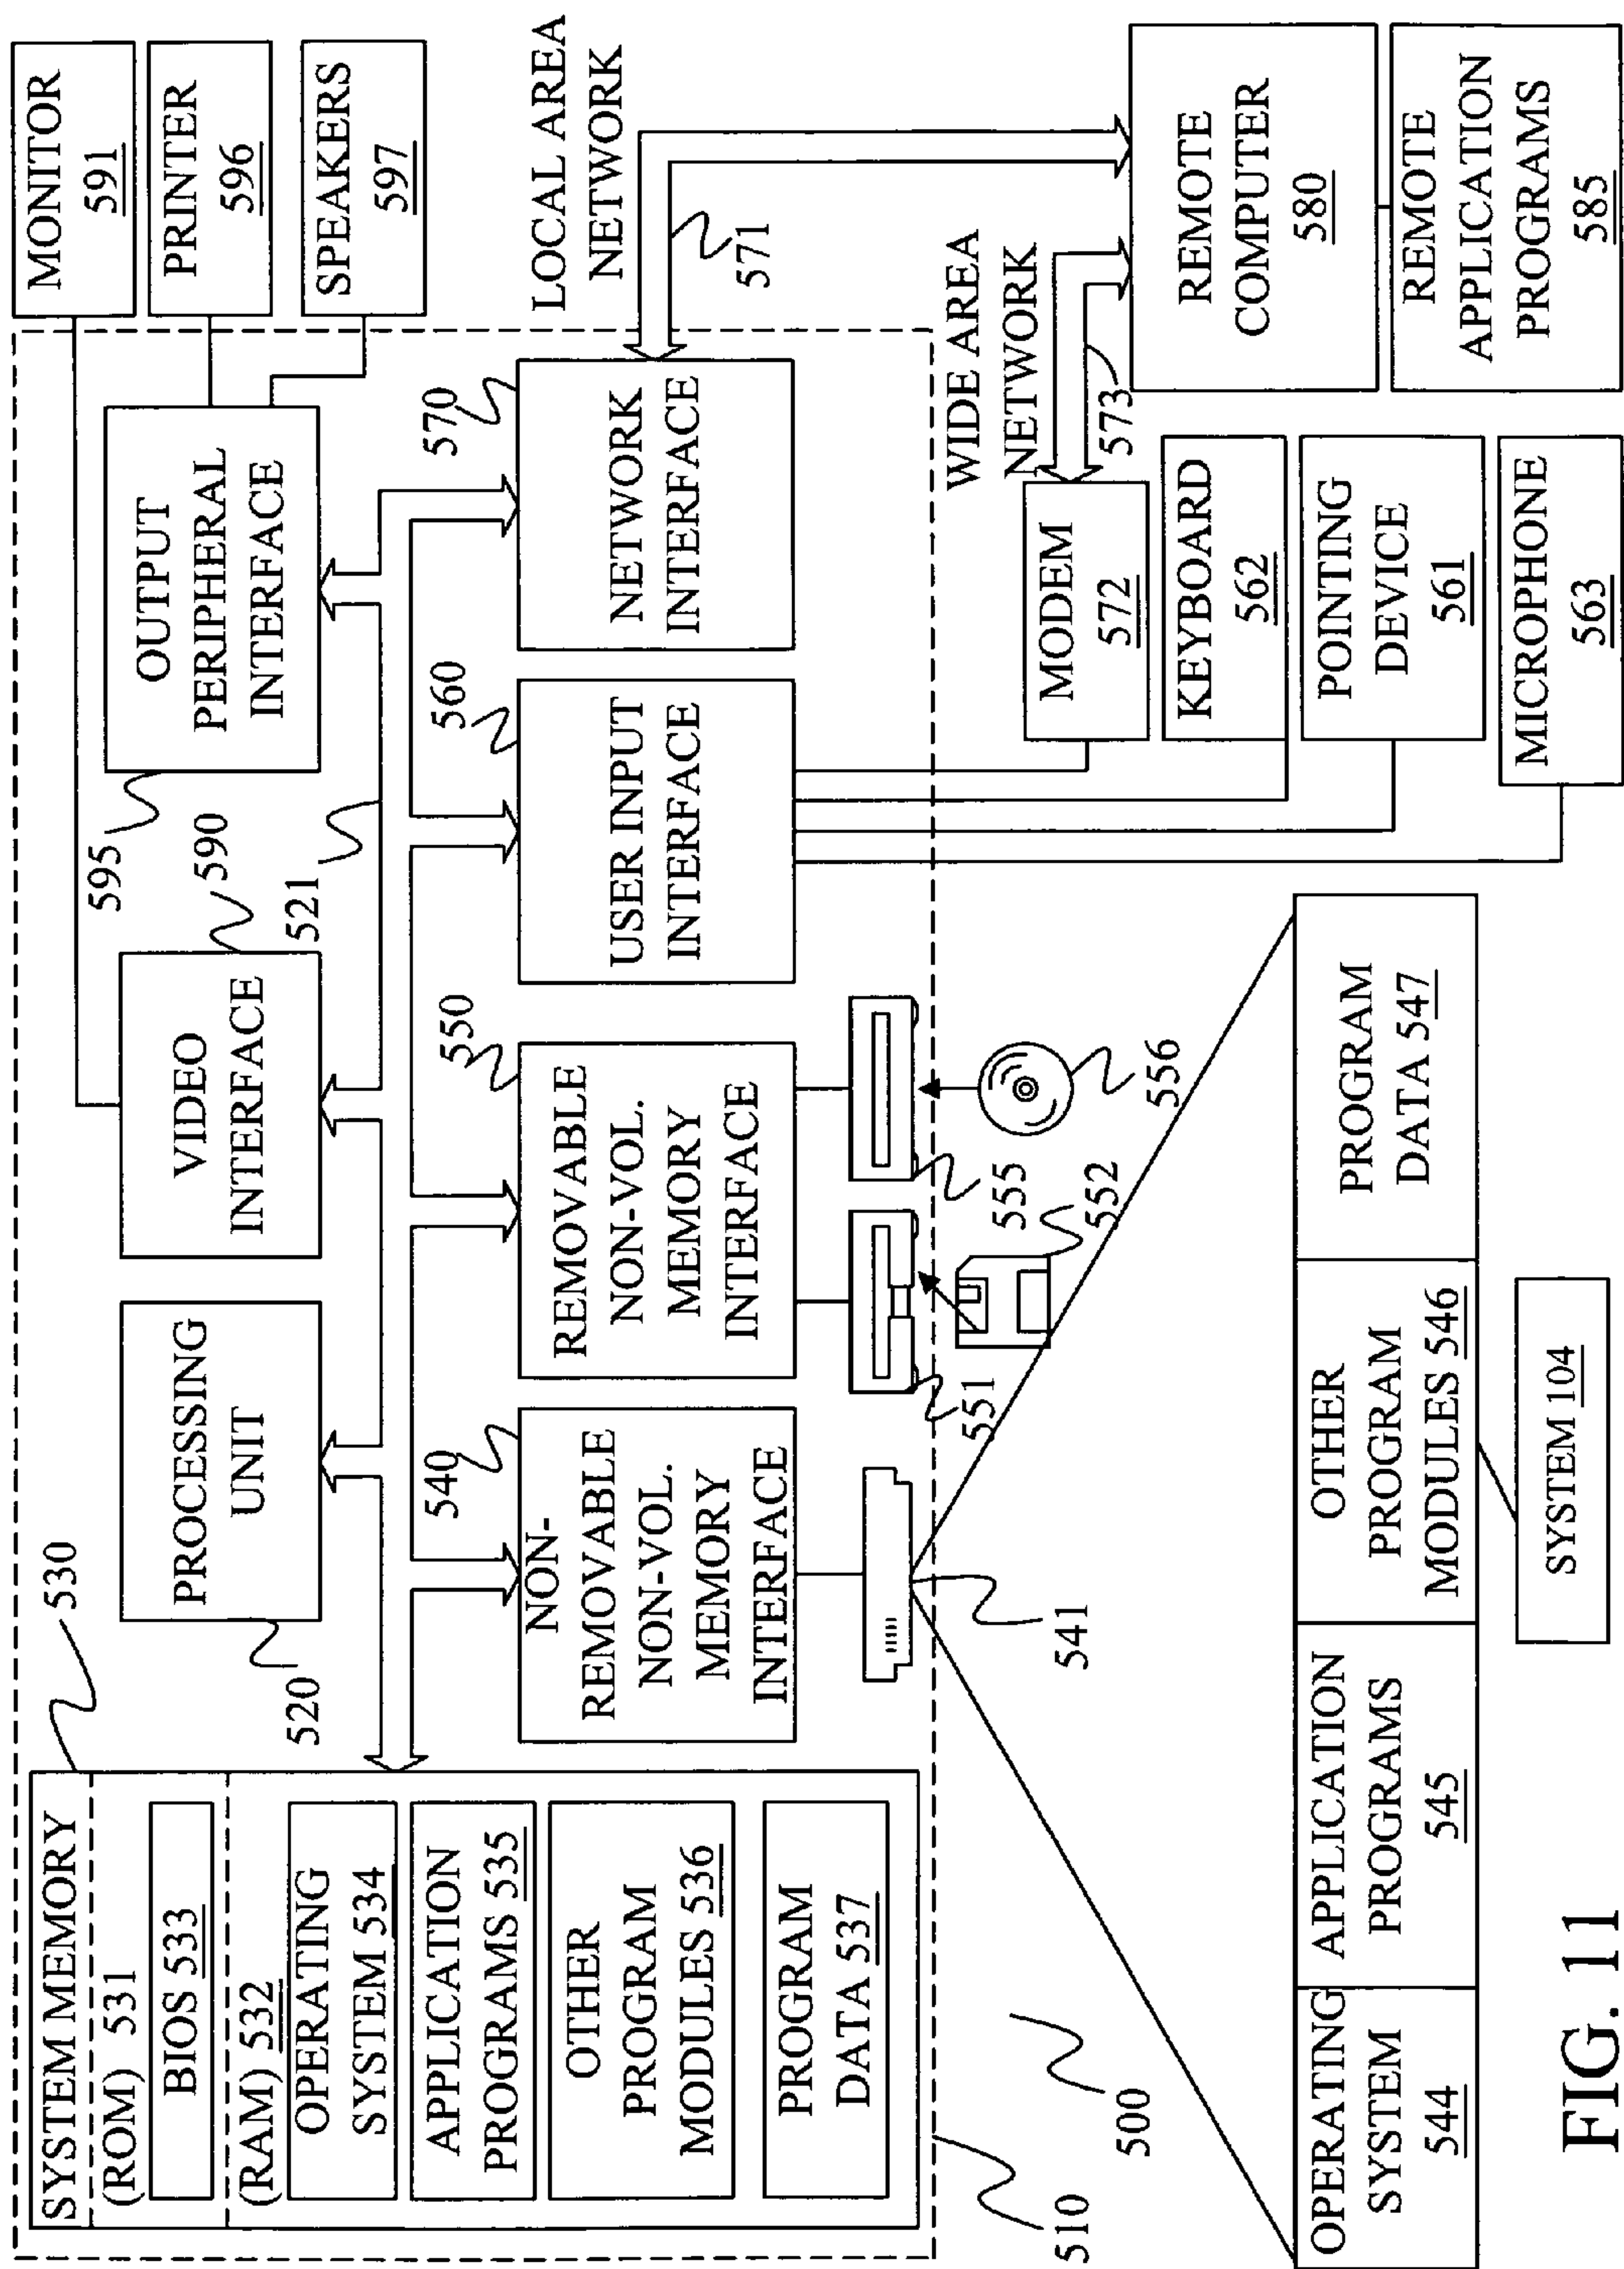 530
SYSTEM MEMORY
(ROM) 531
BIOS 533
(RAM) 532
OPERATING
SYSTEM 534
APPLICATION
PROGRAMS 535
OTHER
PROGRAM
MODULES 536
PROGRAM
DATA 537
510
500
PROCESSING
UNIT
520
VIDEO
INTERFACE
590
521
OUTPUT
PERIPHERAL
INTERFACE
595
MONITOR
591
PRINTER
596
SPEAKERS
597
NON-
REMOVABLE
NON-VOL.
MEMORY
INTERFACE
540
REMOVABLE
NON-VOL.
MEMORY
INTERFACE
550
USER INPUT
INTERFACE
560
NETWORK
INTERFACE
570
LOCAL AREA
NETWORK
571
541
551
552
555
556
WIDE AREA
NETWORK
573
MODEM
572
KEYBOARD
562
POINTING
DEVICE
561
MICROPHONE
563
REMOTE
COMPUTER
580
REMOTE
APPLICATION
PROGRAMS
585
OPERATING
SYSTEM
544
APPLICATION
PROGRAMS
545
OTHER
PROGRAM
MODULES 546
PROGRAM
DATA 547
SYSTEM 104
FIG. 11